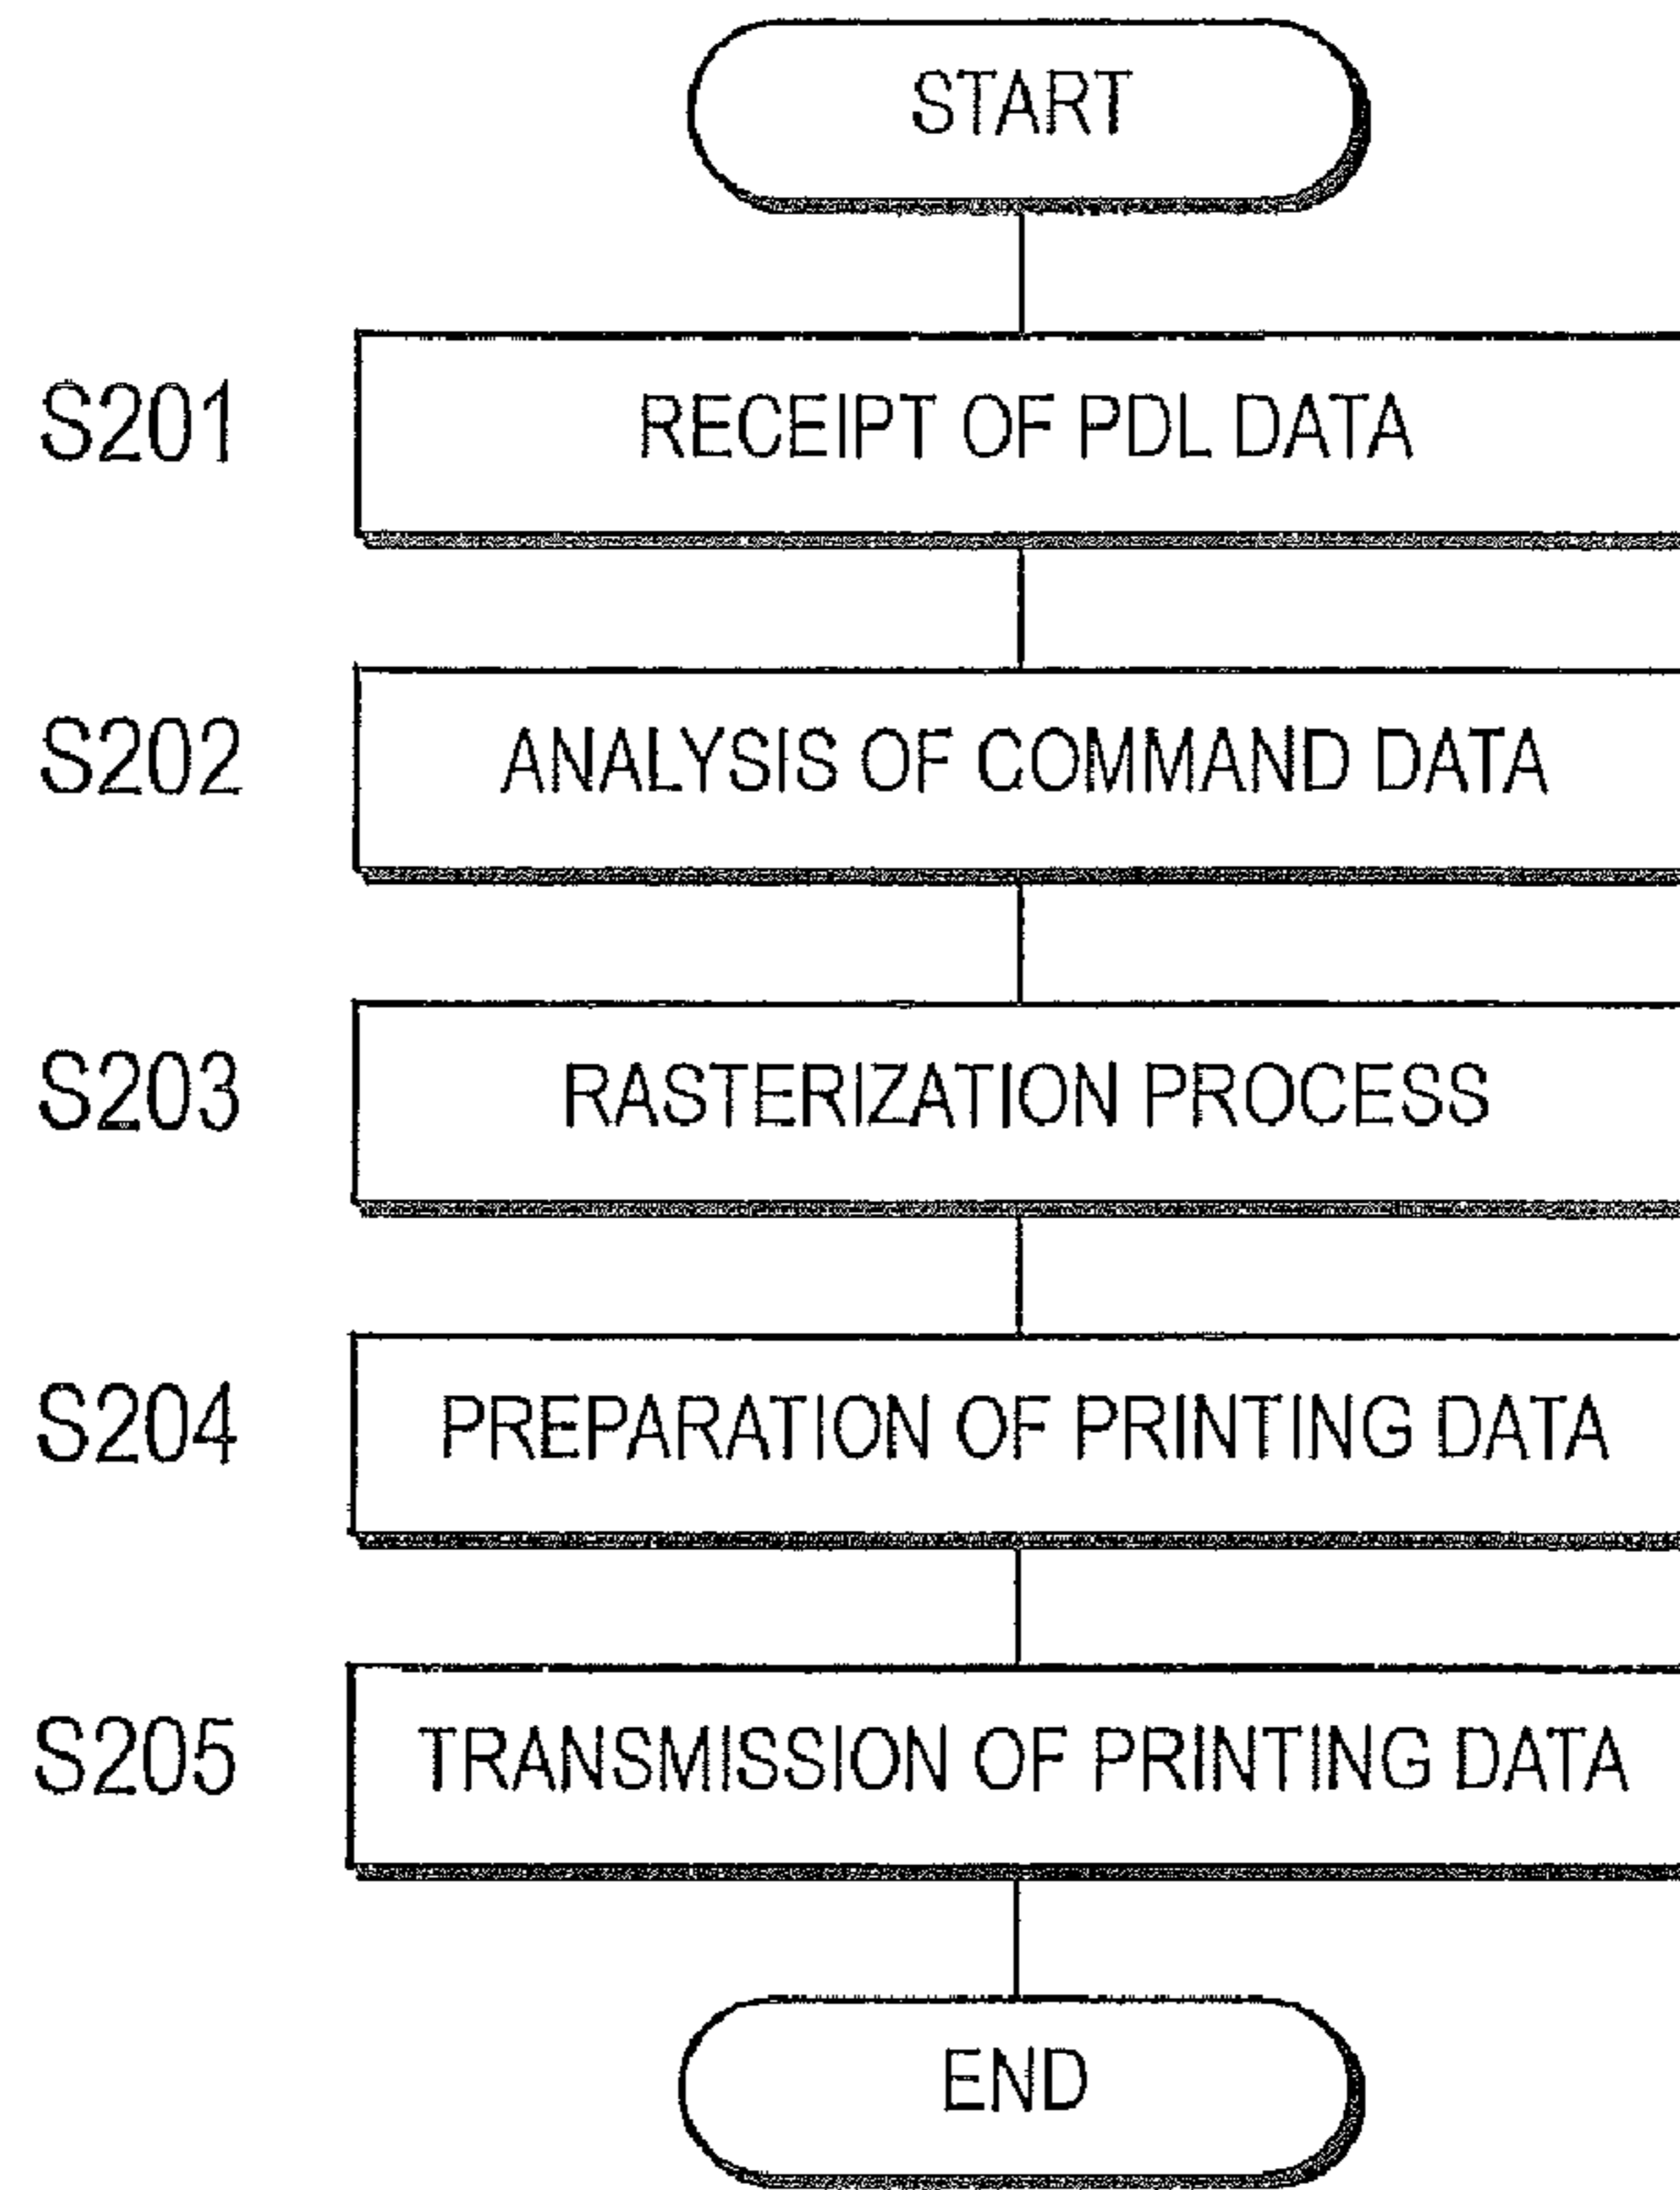 START
S201 RECEIPT OF PDL DATA
S202 ANALYSIS OF COMMAND DATA
S203 RASTERIZATION PROCESS
S204 PREPARATION OF PRINTING DATA
S205 TRANSMISSION OF PRINTING DATA
END